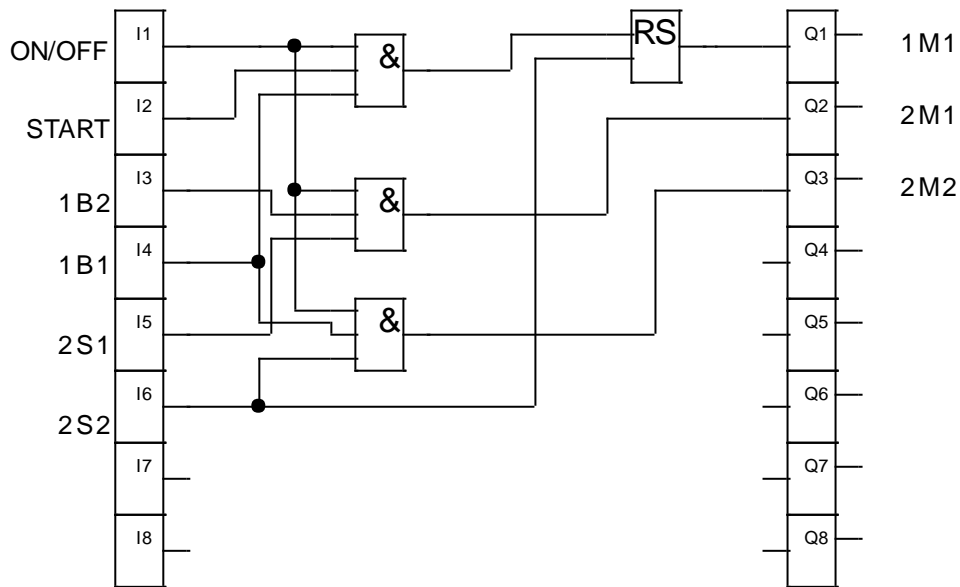 ON/OFF
START
1B2
1B1
2S1
2S2
I1
I2
I3
I4
I5
I6
I7
I8
&
&
&
RS
Q1
Q2
Q3
Q4
Q5
Q6
Q7
Q8
1M1
2M1
2M2